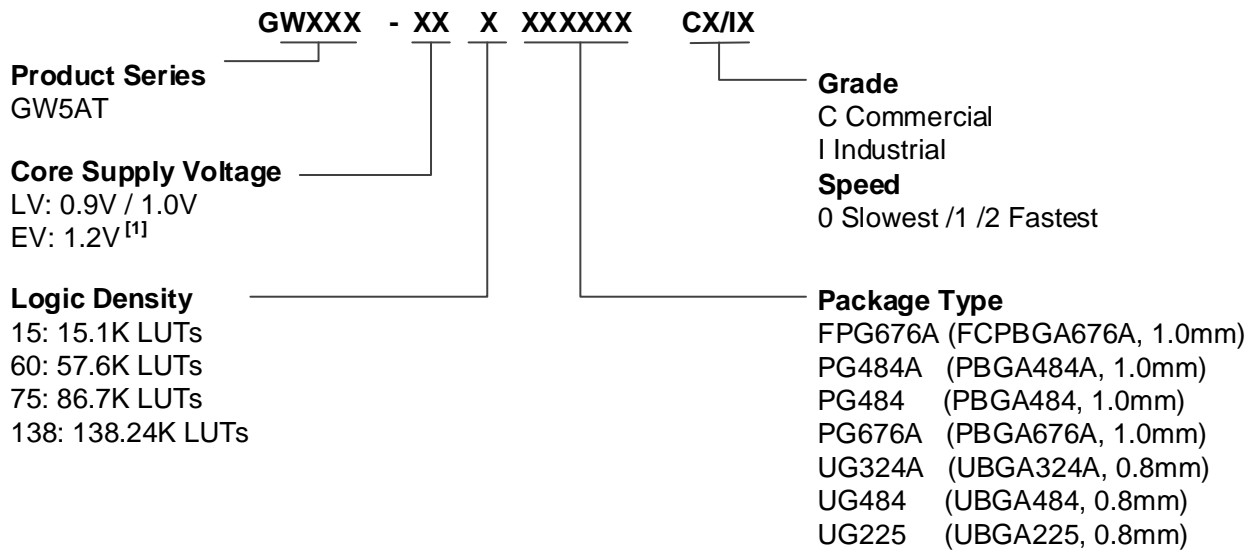 GWXXX - XX X XXXXXX CX/IX
Product Series
GW5AT
Core Supply Voltage
LV: 0.9V / 1.0V
EV: 1.2V [1]
Logic Density
15: 15.1K LUTs
60: 57.6K LUTs
75: 86.7K LUTs
138: 138.24K LUTs
Grade
C Commercial
I Industrial
Speed
0 Slowest /1 /2 Fastest
Package Type
FPG676A (FCPBGA676A, 1.0mm)
PG484A (PBGA484A, 1.0mm)
PG484 (PBGA484, 1.0mm)
PG676A (PBGA676A, 1.0mm)
UG324A (UBGA324A, 0.8mm)
UG484 (UBGA484, 0.8mm)
UG225 (UBGA225, 0.8mm)